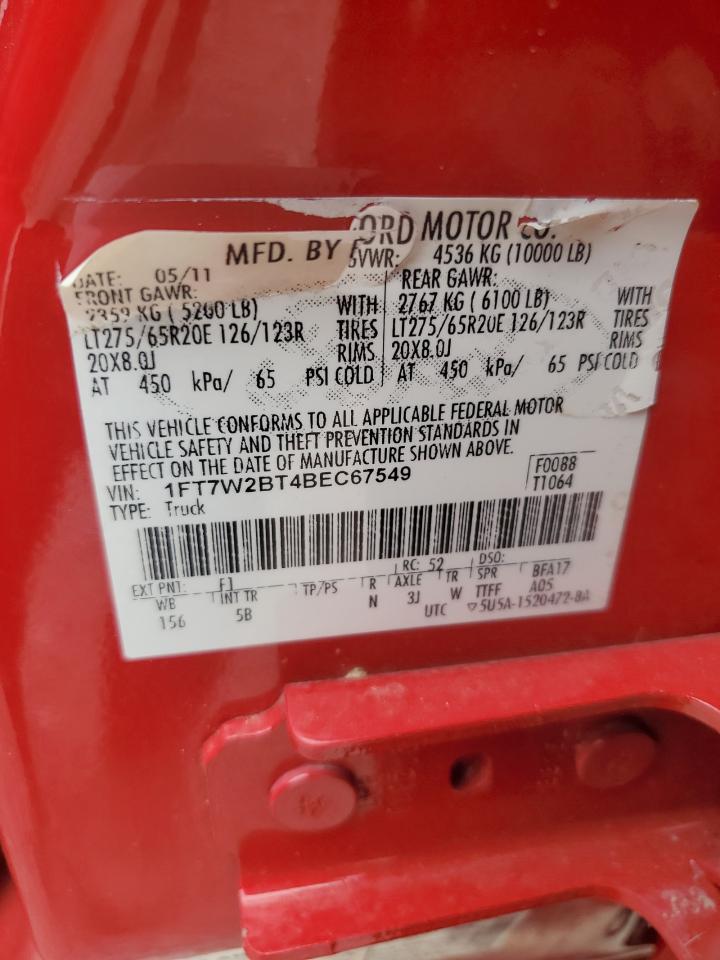 MFD. BY FORD MOTOR CO.
DATE: 05/11
GVWR: 4536 KG (10000 LB)
FRONT GAWR:
2359 KG ( 5200 LB) WITH
LT275/65R20E 126/123R TIRES
20X8.0J RIMS
AT 450 kPa/ 65 PSI COLD
REAR GAWR:
2767 KG ( 6100 LB) WITH
LT275/65R20E 126/123R TIRES
20X8.0J RIMS
AT 450 kPa/ 65 PSI COLD
THIS VEHICLE CONFORMS TO ALL APPLICABLE FEDERAL MOTOR
VEHICLE SAFETY AND THEFT PREVENTION STANDARDS IN
EFFECT ON THE DATE OF MANUFACTURE SHOWN ABOVE.
VIN: 1FT7W2BT4BEC67549
TYPE: Truck
F0088
T1064
EXT PNT: F1 RC: 52 DSO:
WB INT TR TP/PS R AXLE TR SPR BFA17
156 5B N 3J W TTFF A05
UTC ▽5U5A-1520472-BA